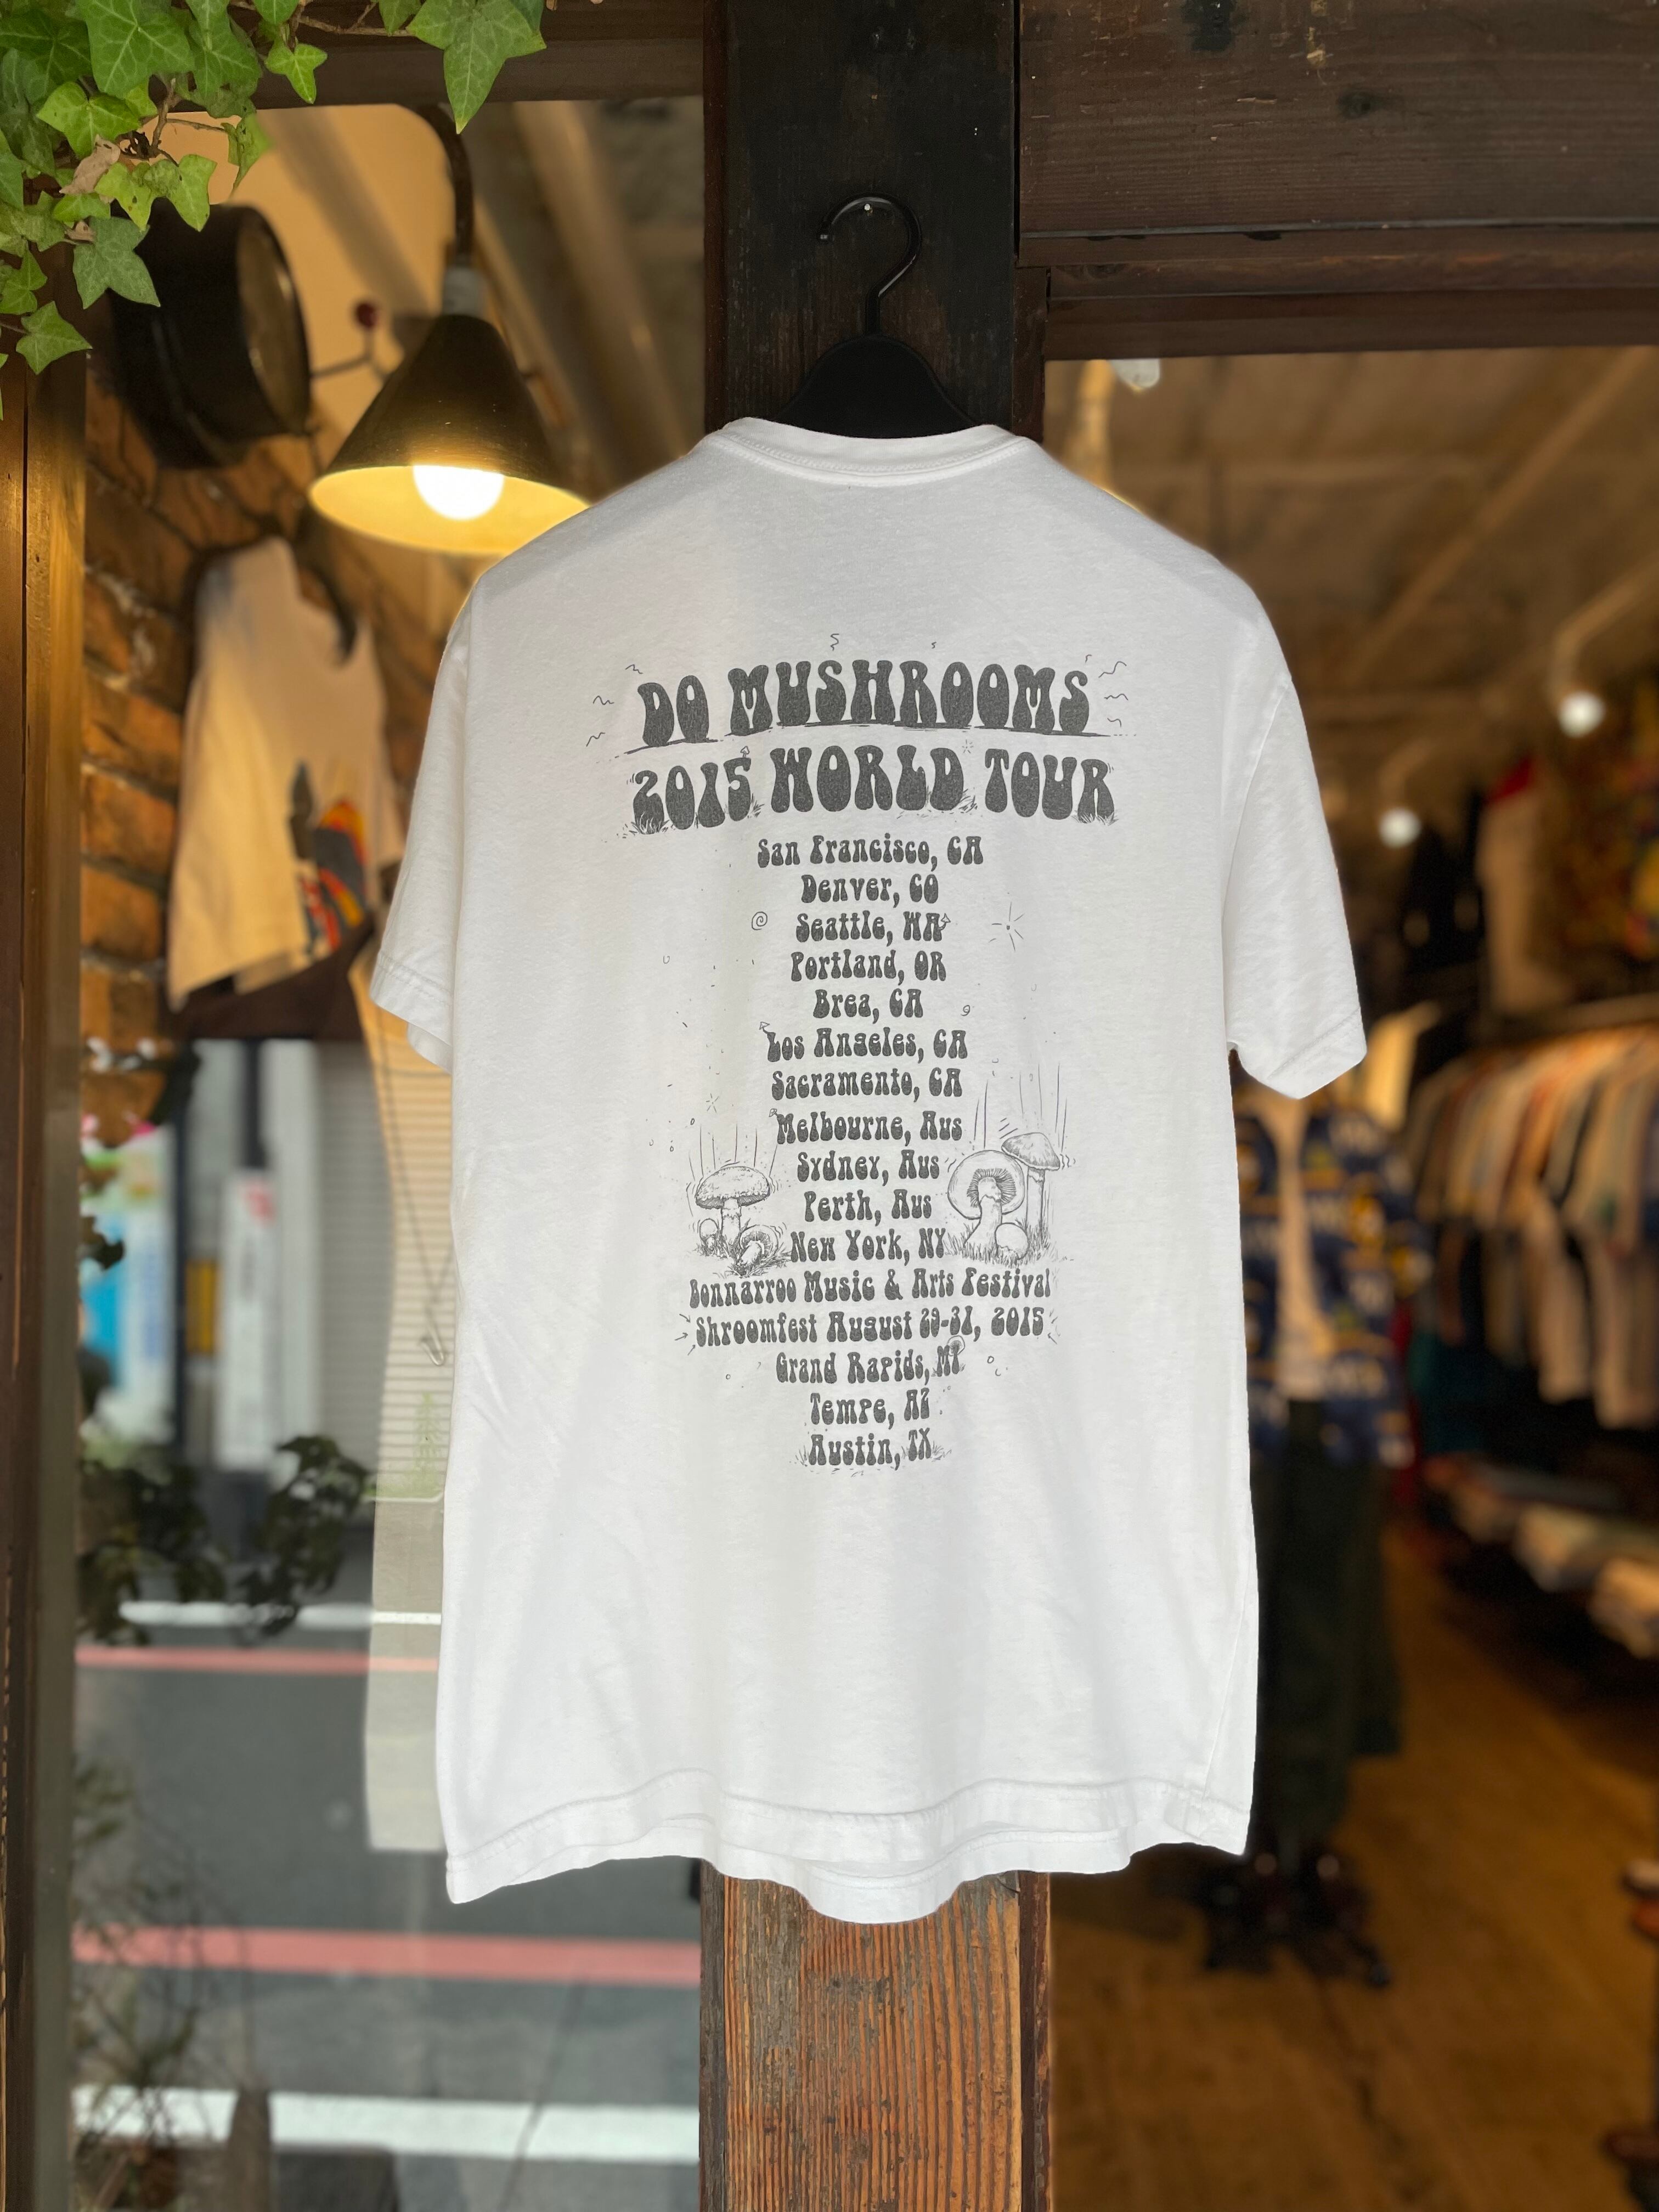 DO MUSHROOMS
2015 WORLD TOUR
San Francisco, CA
Denver, CO
Seattle, WA
Portland, OR
Brea, CA
Los Angeles, CA
Sacramento, CA
Melbourne, Aus
Sydney, Aus
Perth, Aus
New York, NY
Bonnarroo Music & Arts Festival
Shroomfest August 29-31, 2015
Grand Rapids, MI
Tempe, AZ
Austin, TX